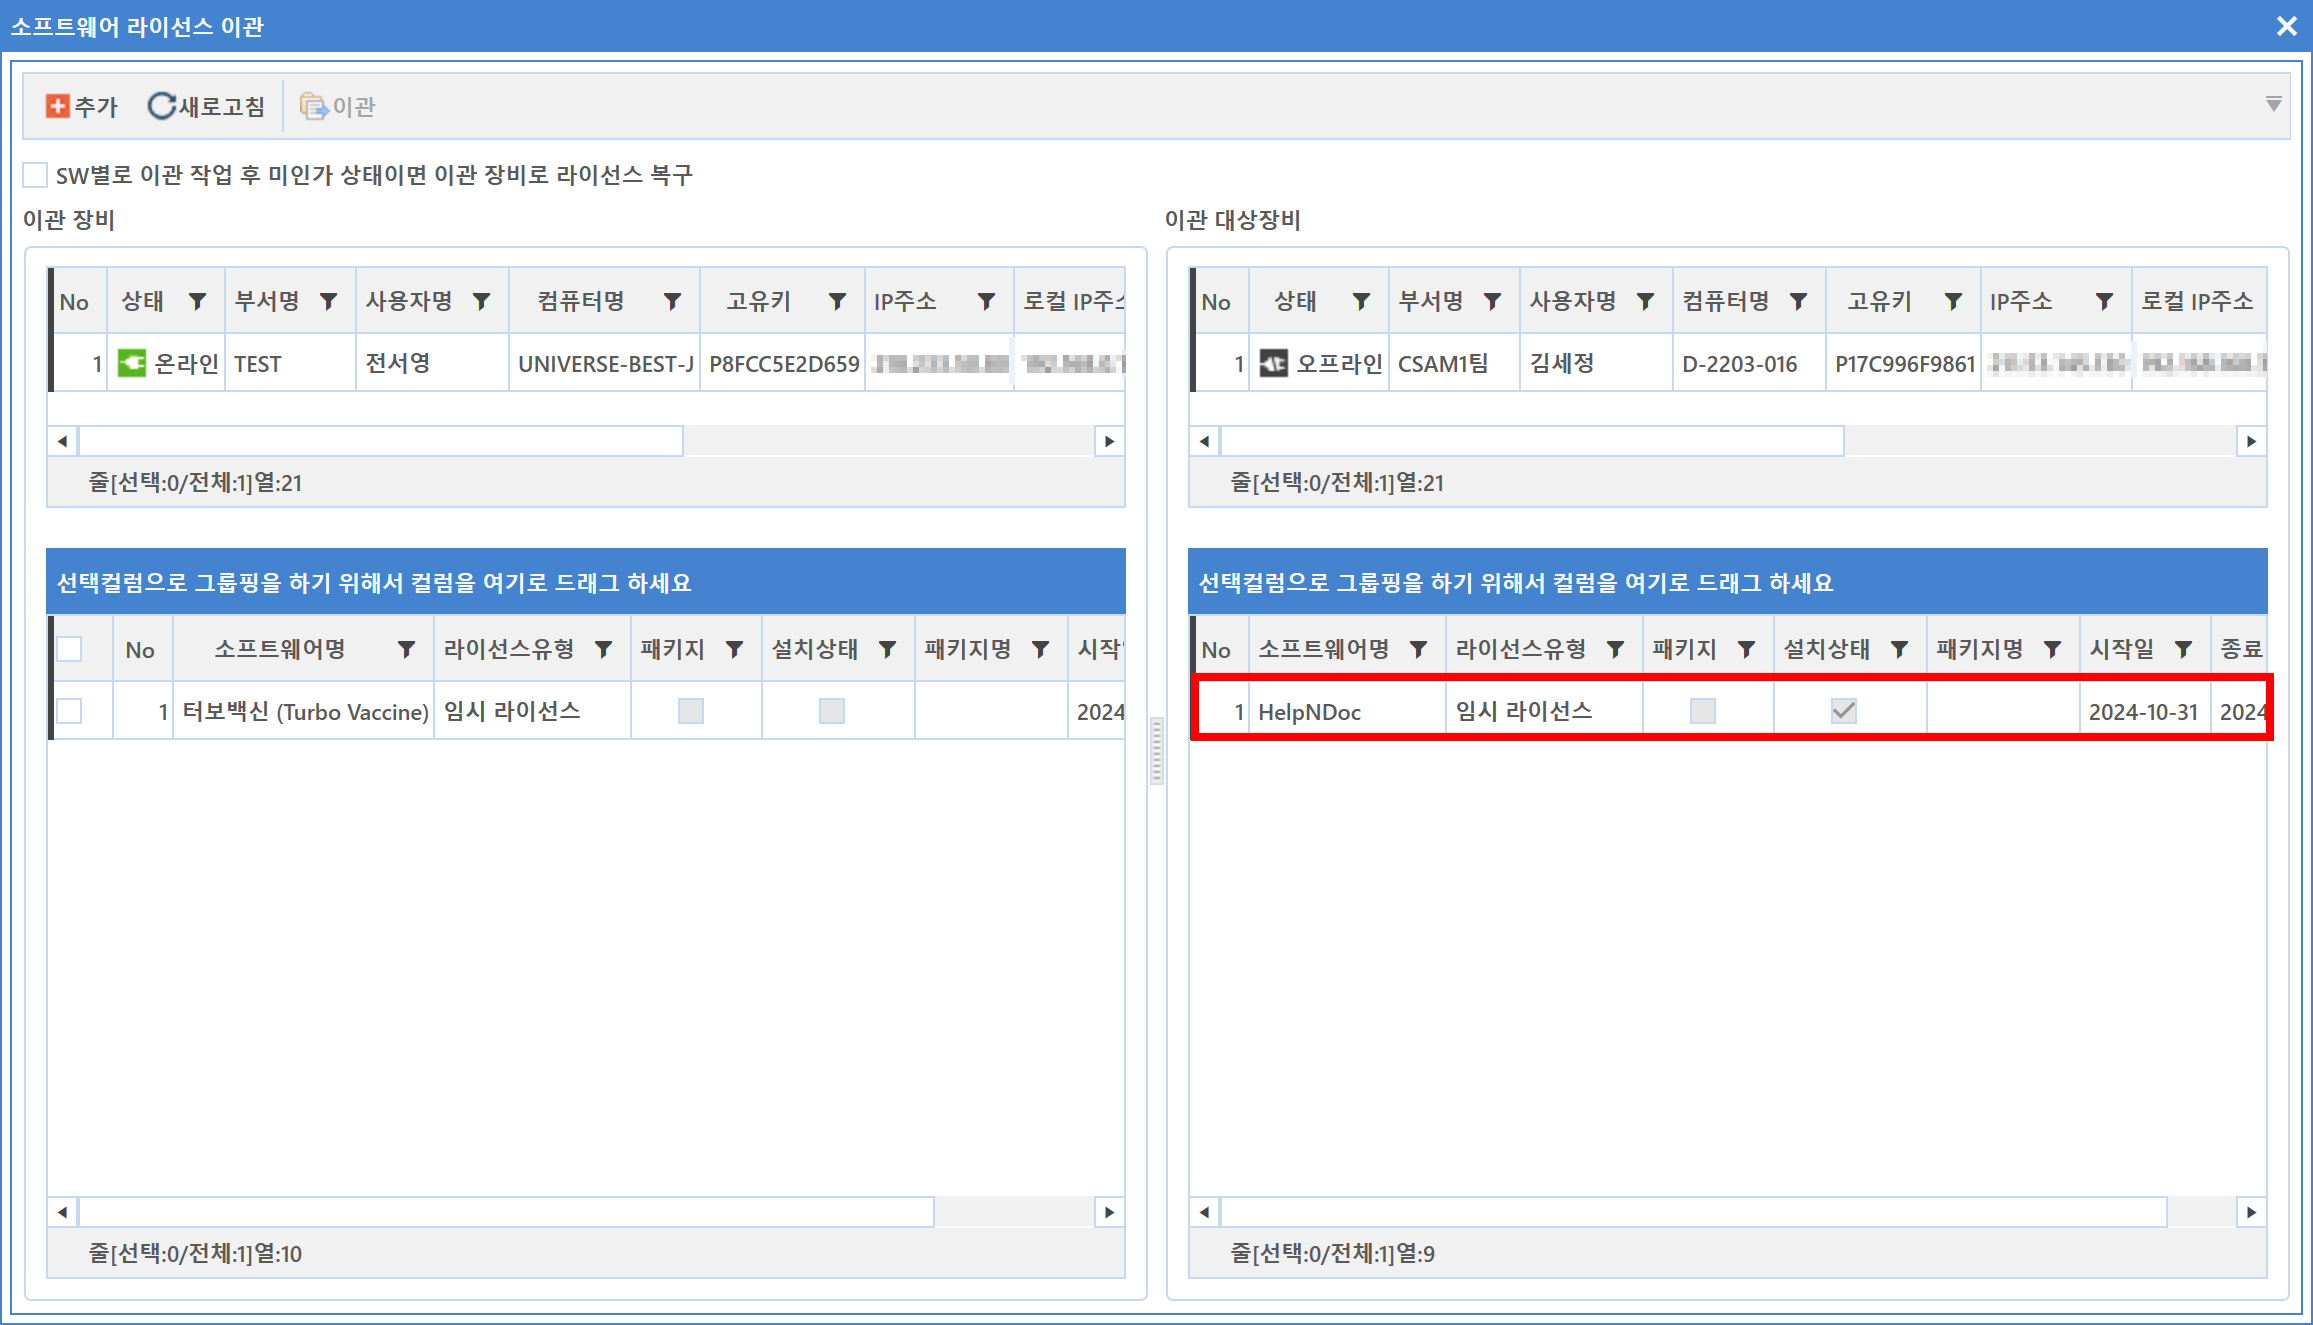 소프트웨어 라이선스 이관
추가 새로고침 이관
SW별로 이관 작업 후 미인가 상태이면 이관 장비로 라이선스 복구
이관 장비
No 상태 부서명 사용자명 컴퓨터명 고유키 IP주소 로컬 IP주소
1 온라인 TEST 전서영 UNIVERSE-BEST-J P8FCC5E2D659
줄[선택:0/전체:1]열:21
선택컬럼으로 그룹핑을 하기 위해서 컬럼을 여기로 드래그 하세요
No 소프트웨어명 라이선스유형 패키지 설치상태 패키지명 시작
1 터보백신 (Turbo Vaccine) 임시 라이선스 2024
줄[선택:0/전체:1]열:10
이관 대상장비
No 상태 부서명 사용자명 컴퓨터명 고유키 IP주소 로컬 IP주소
1 오프라인 CSAM1팀 김세정 D-2203-016 P17C996F9861
줄[선택:0/전체:1]열:21
선택컬럼으로 그룹핑을 하기 위해서 컬럼을 여기로 드래그 하세요
No 소프트웨어명 라이선스유형 패키지 설치상태 패키지명 시작일 종료
1 HelpNDoc 임시 라이선스 2024-10-31 2024
줄[선택:0/전체:1]열:9